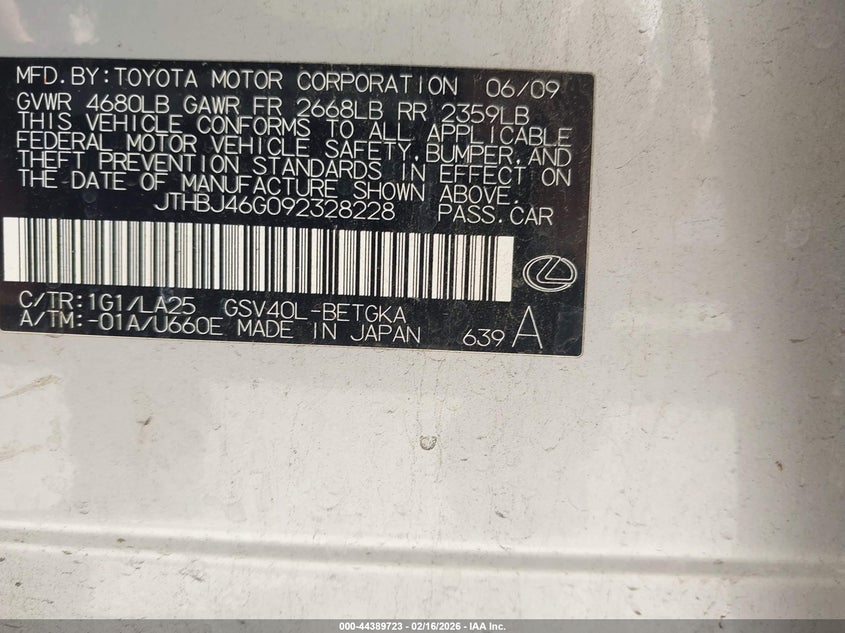 MFD.BY:TOYOTA MOTOR CORPORATION 06/09
GVWR 4680LB GAWR FR 2668LB RR 2359LB
THIS VEHICLE CONFORMS TO ALL APPLICABLE
FEDERAL MOTOR VEHICLE SAFETY,BUMPER,AND
THEFT PREVENTION STANDARDS IN EFFECT ON
THE DATE OF MANUFACTURE SHOWN ABOVE.
JTHBJ46G092328228 PASS.CAR
C/TR:1G1/LA25 GSV40L-BETGKA
A/TM:-01A/U660E MADE IN JAPAN 639 A
000-44389723 - 02/16/2026 - IAA Inc.